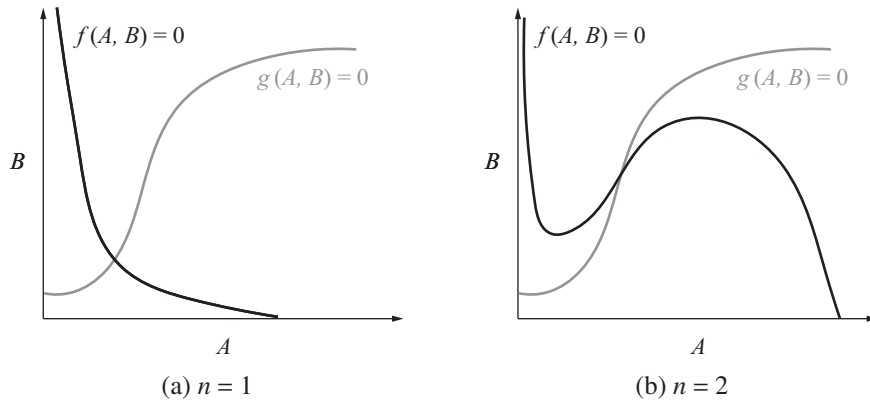 f(A, B) = 0
g(A, B) = 0
B
A
(a) n = 1
f(A, B) = 0
g(A, B) = 0
B
A
(b) n = 2